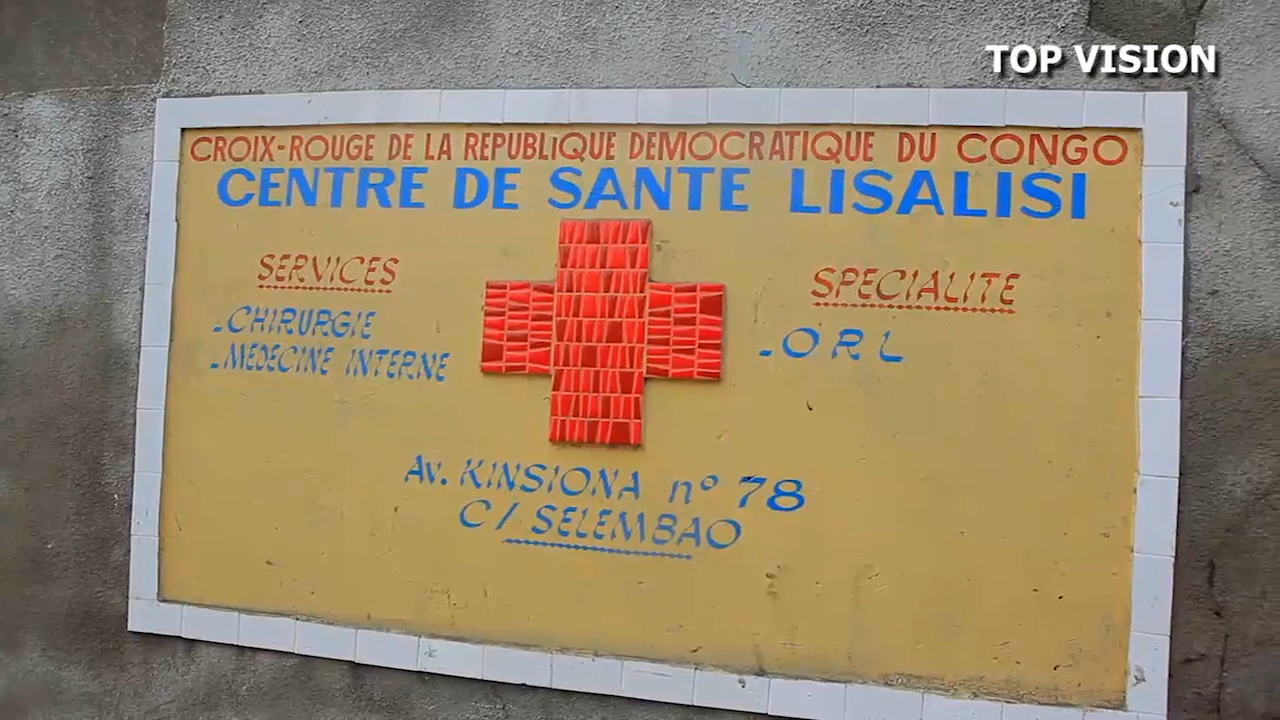 TOP VISION
CROIX-ROUGE DE LA REPUBLIQUE DEMOCRATIQUE DU CONGO
CENTRE DE SANTE LISALISI
SERVICES
-CHIRURGIE
-MEDECINE INTERNE
SPECIALITE
-ORL
Av. KINSIONA n° 78
C/ SELEMBAO